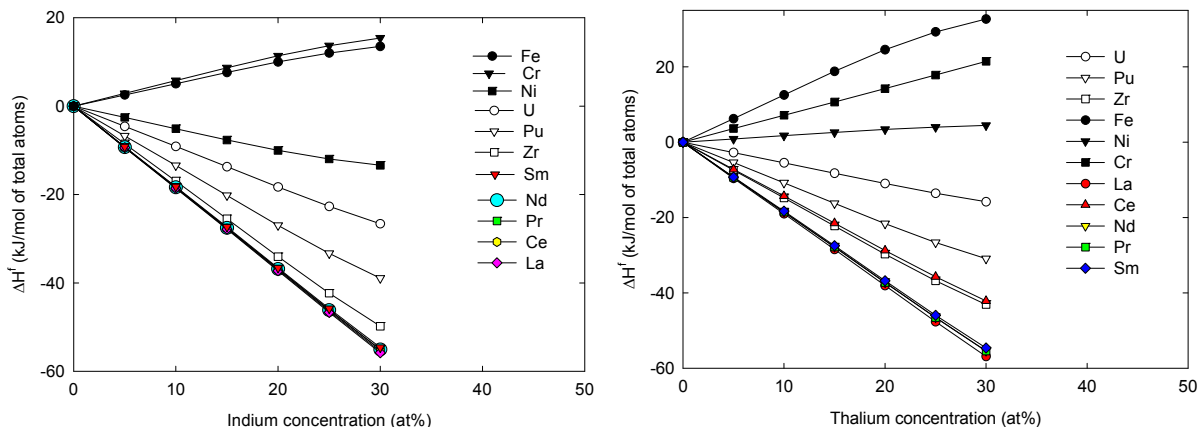 20
0
-20
-40
-60
ΔHᶠ (kJ/mol of total atoms)
0 10 20 30 40 50
Indium concentration (at%)
Fe
Cr
Ni
U
Pu
Zr
Sm
Nd
Pr
Ce
La
20
0
-20
-40
-60
ΔHᶠ (kJ/mol of total atoms)
0 10 20 30 40 50
Thalium concentration (at%)
U
Pu
Zr
Fe
Ni
Cr
La
Ce
Nd
Pr
Sm